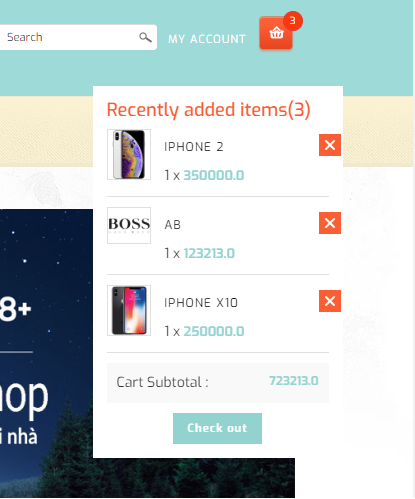 Search
MY ACCOUNT
3
Recently added items(3)
IPHONE 2
1 x 350000.0
BOSS
AB
1 x 123213.0
IPHONE X10
1 x 250000.0
Cart Subtotal : 723213.0
Check out
8+
hop
i nhà